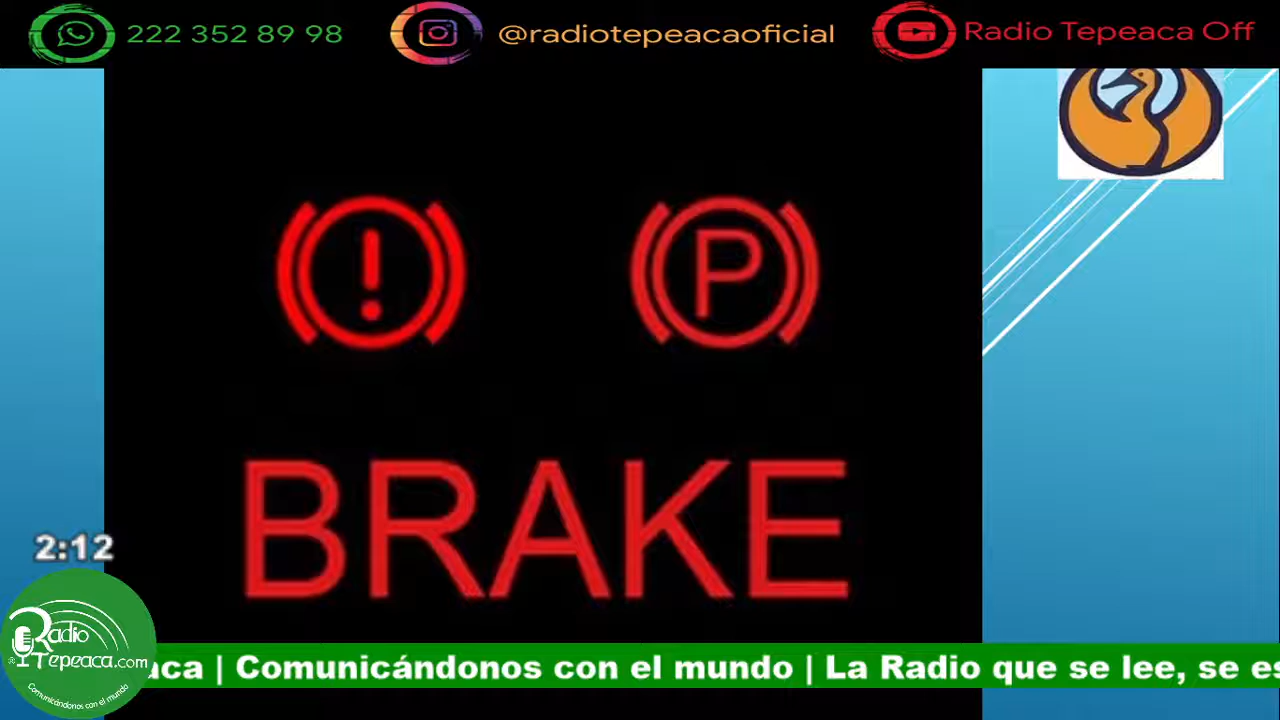 222 352 89 98
@radiotepeacaoficial
Radio Tepeaca Off
!
P
BRAKE
2:12
Radio
Tepeaca.com
Comunicándonos con el mundo
aca | Comunicándonos con el mundo | La Radio que se lee, se es